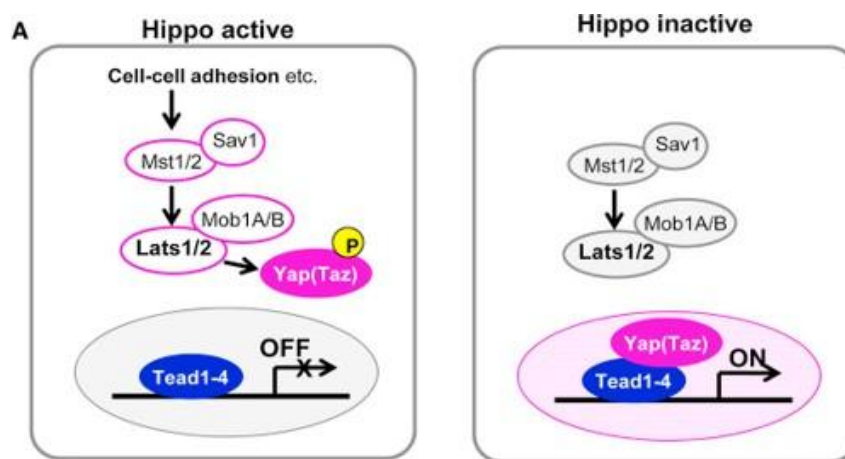 A
Hippo active
Cell-cell adhesion etc.
Sav1
Mst1/2
Mob1A/B
Lats1/2
P
Yap(Taz)
OFF
Tead1-4
Hippo inactive
Sav1
Mst1/2
Mob1A/B
Lats1/2
Yap(Taz)
ON
Tead1-4